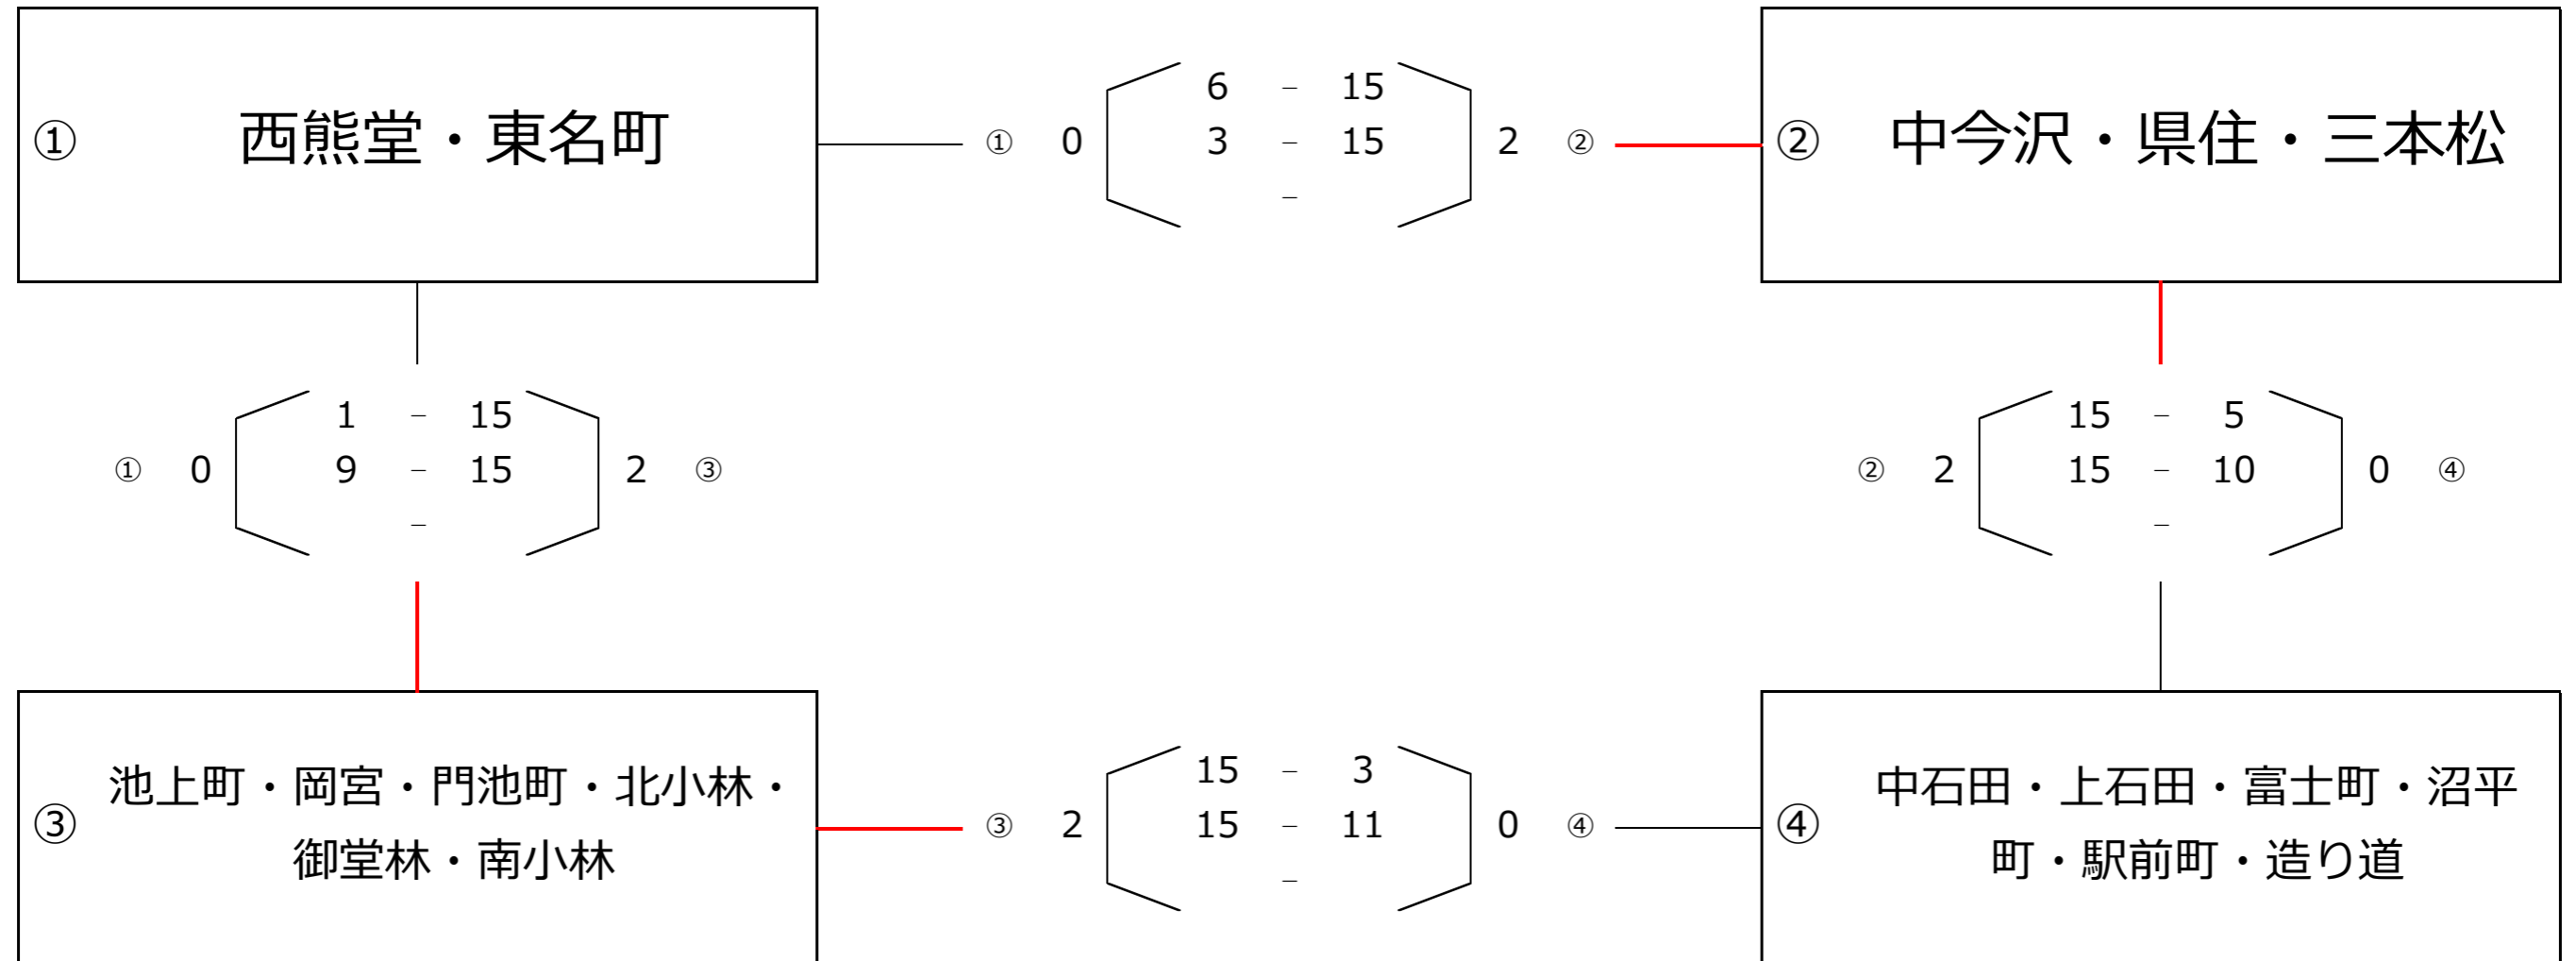 ① 西熊堂・東名町
6 - 15
① 0 3 - 15 2 ②
-
② 中今沢・県住・三本松
1 - 15
① 0 9 - 15 2 ③
-
15 - 5
② 2 15 - 10 0 ④
-
③ 池上町・岡宮・門池町・北小林・
御堂林・南小林
15 - 3
③ 2 15 - 11 0 ④
-
④ 中石田・上石田・富士町・沼平
町・駅前町・造り道